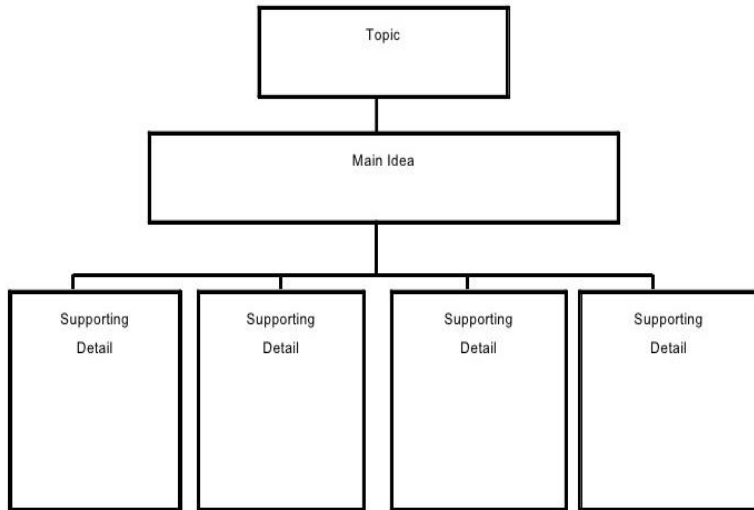 Topic
Main Idea
Supporting
Detail
Supporting
Detail
Supporting
Detail
Supporting
Detail